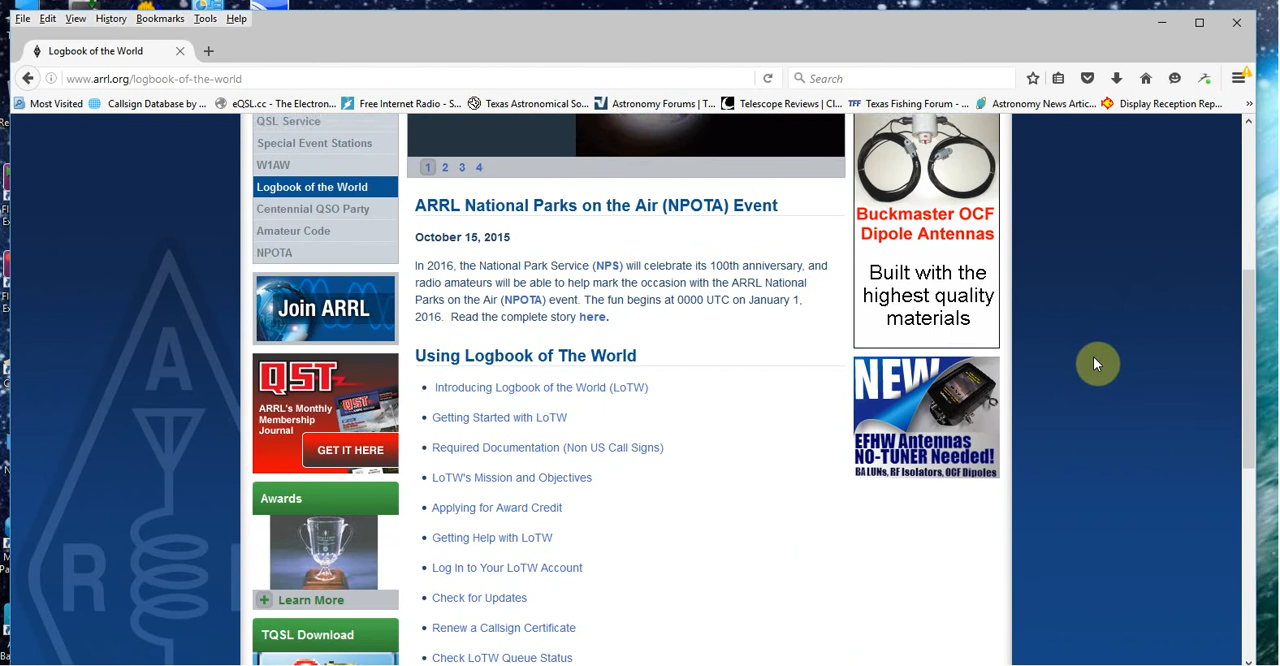 File Edit View History Bookmarks Tools Help
Logbook of the World
www.arrl.org/logbook-of-the-world
Search
Most Visited Callsign Database by ... eQSL.cc - The Electron... Free Internet Radio - S... Texas Astronomical So... Astronomy Forums | T... Telescope Reviews | Cl... TFF Texas Fishing Forum - ... Astronomy News Artic... Display Reception Rep...
QSL Service
Special Event Stations
W1AW
Logbook of the World
Centennial QSO Party
Amateur Code
NPOTA
Join ARRL
QST
ARRL's Monthly
Membership
Journal
QST
GET IT HERE
Awards
Learn More
TQSL Download
1 2 3 4
ARRL National Parks on the Air (NPOTA) Event
October 15, 2015
In 2016, the National Park Service (NPS) will celebrate its 100th anniversary, and
radio amateurs will be able to help mark the occasion with the ARRL National
Parks on the Air (NPOTA) event. The fun begins at 0000 UTC on January 1,
2016. Read the complete story here.
Using Logbook of The World
Introducing Logbook of the World (LoTW)
Getting Started with LoTW
Required Documentation (Non US Call Signs)
LoTW's Mission and Objectives
Applying for Award Credit
Getting Help with LoTW
Log In to Your LoTW Account
Check for Updates
Renew a Callsign Certificate
Check LoTW Queue Status
Buckmaster OCF
Dipole Antennas
Built with the
highest quality
materials
NEW
EFHW Antennas
NO-TUNER Needed!
BALUNs, RF Isolators, OCF Dipoles
A
R